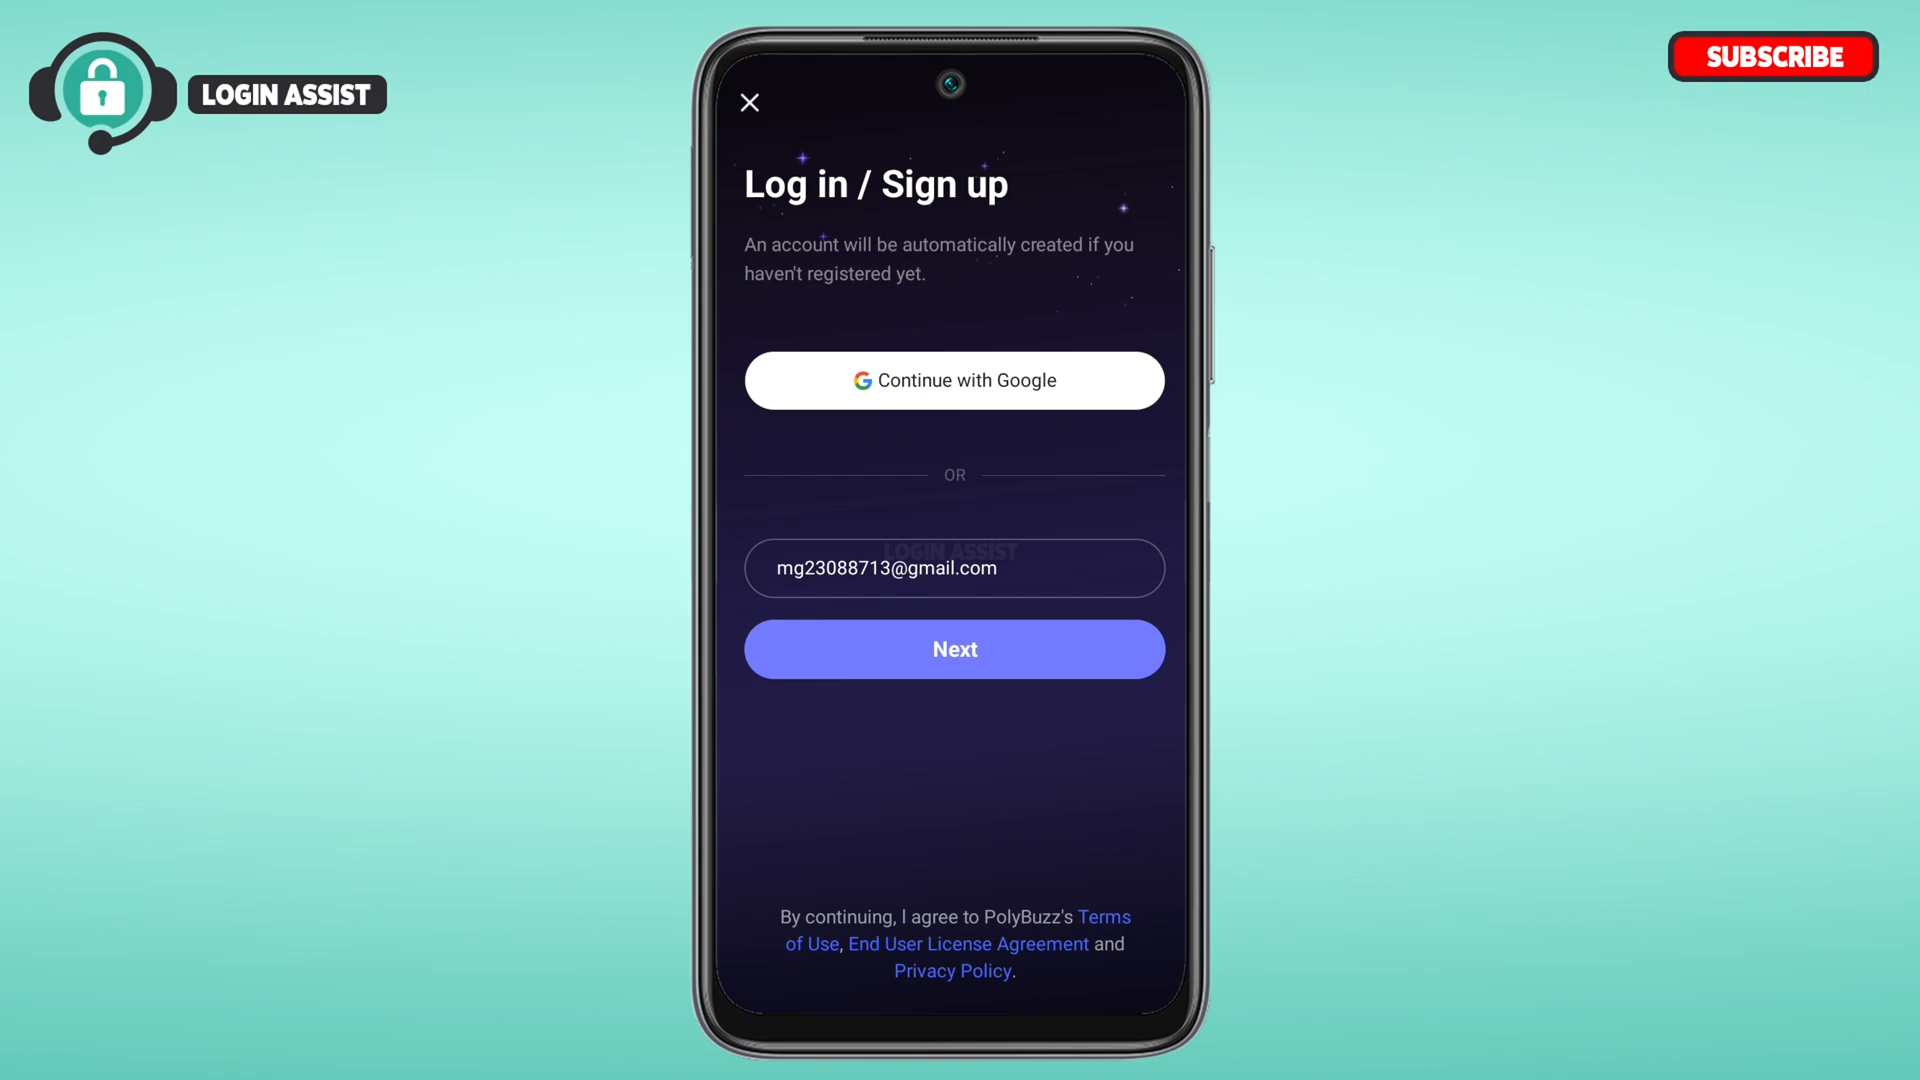 LOGIN ASSIST
SUBSCRIBE
Log in / Sign up
An account will be automatically created if you
haven't registered yet.
Continue with Google
OR
LOGIN ASSIST
mg23088713@gmail.com
Next
By continuing, I agree to PolyBuzz's Terms
of Use, End User License Agreement and
Privacy Policy.